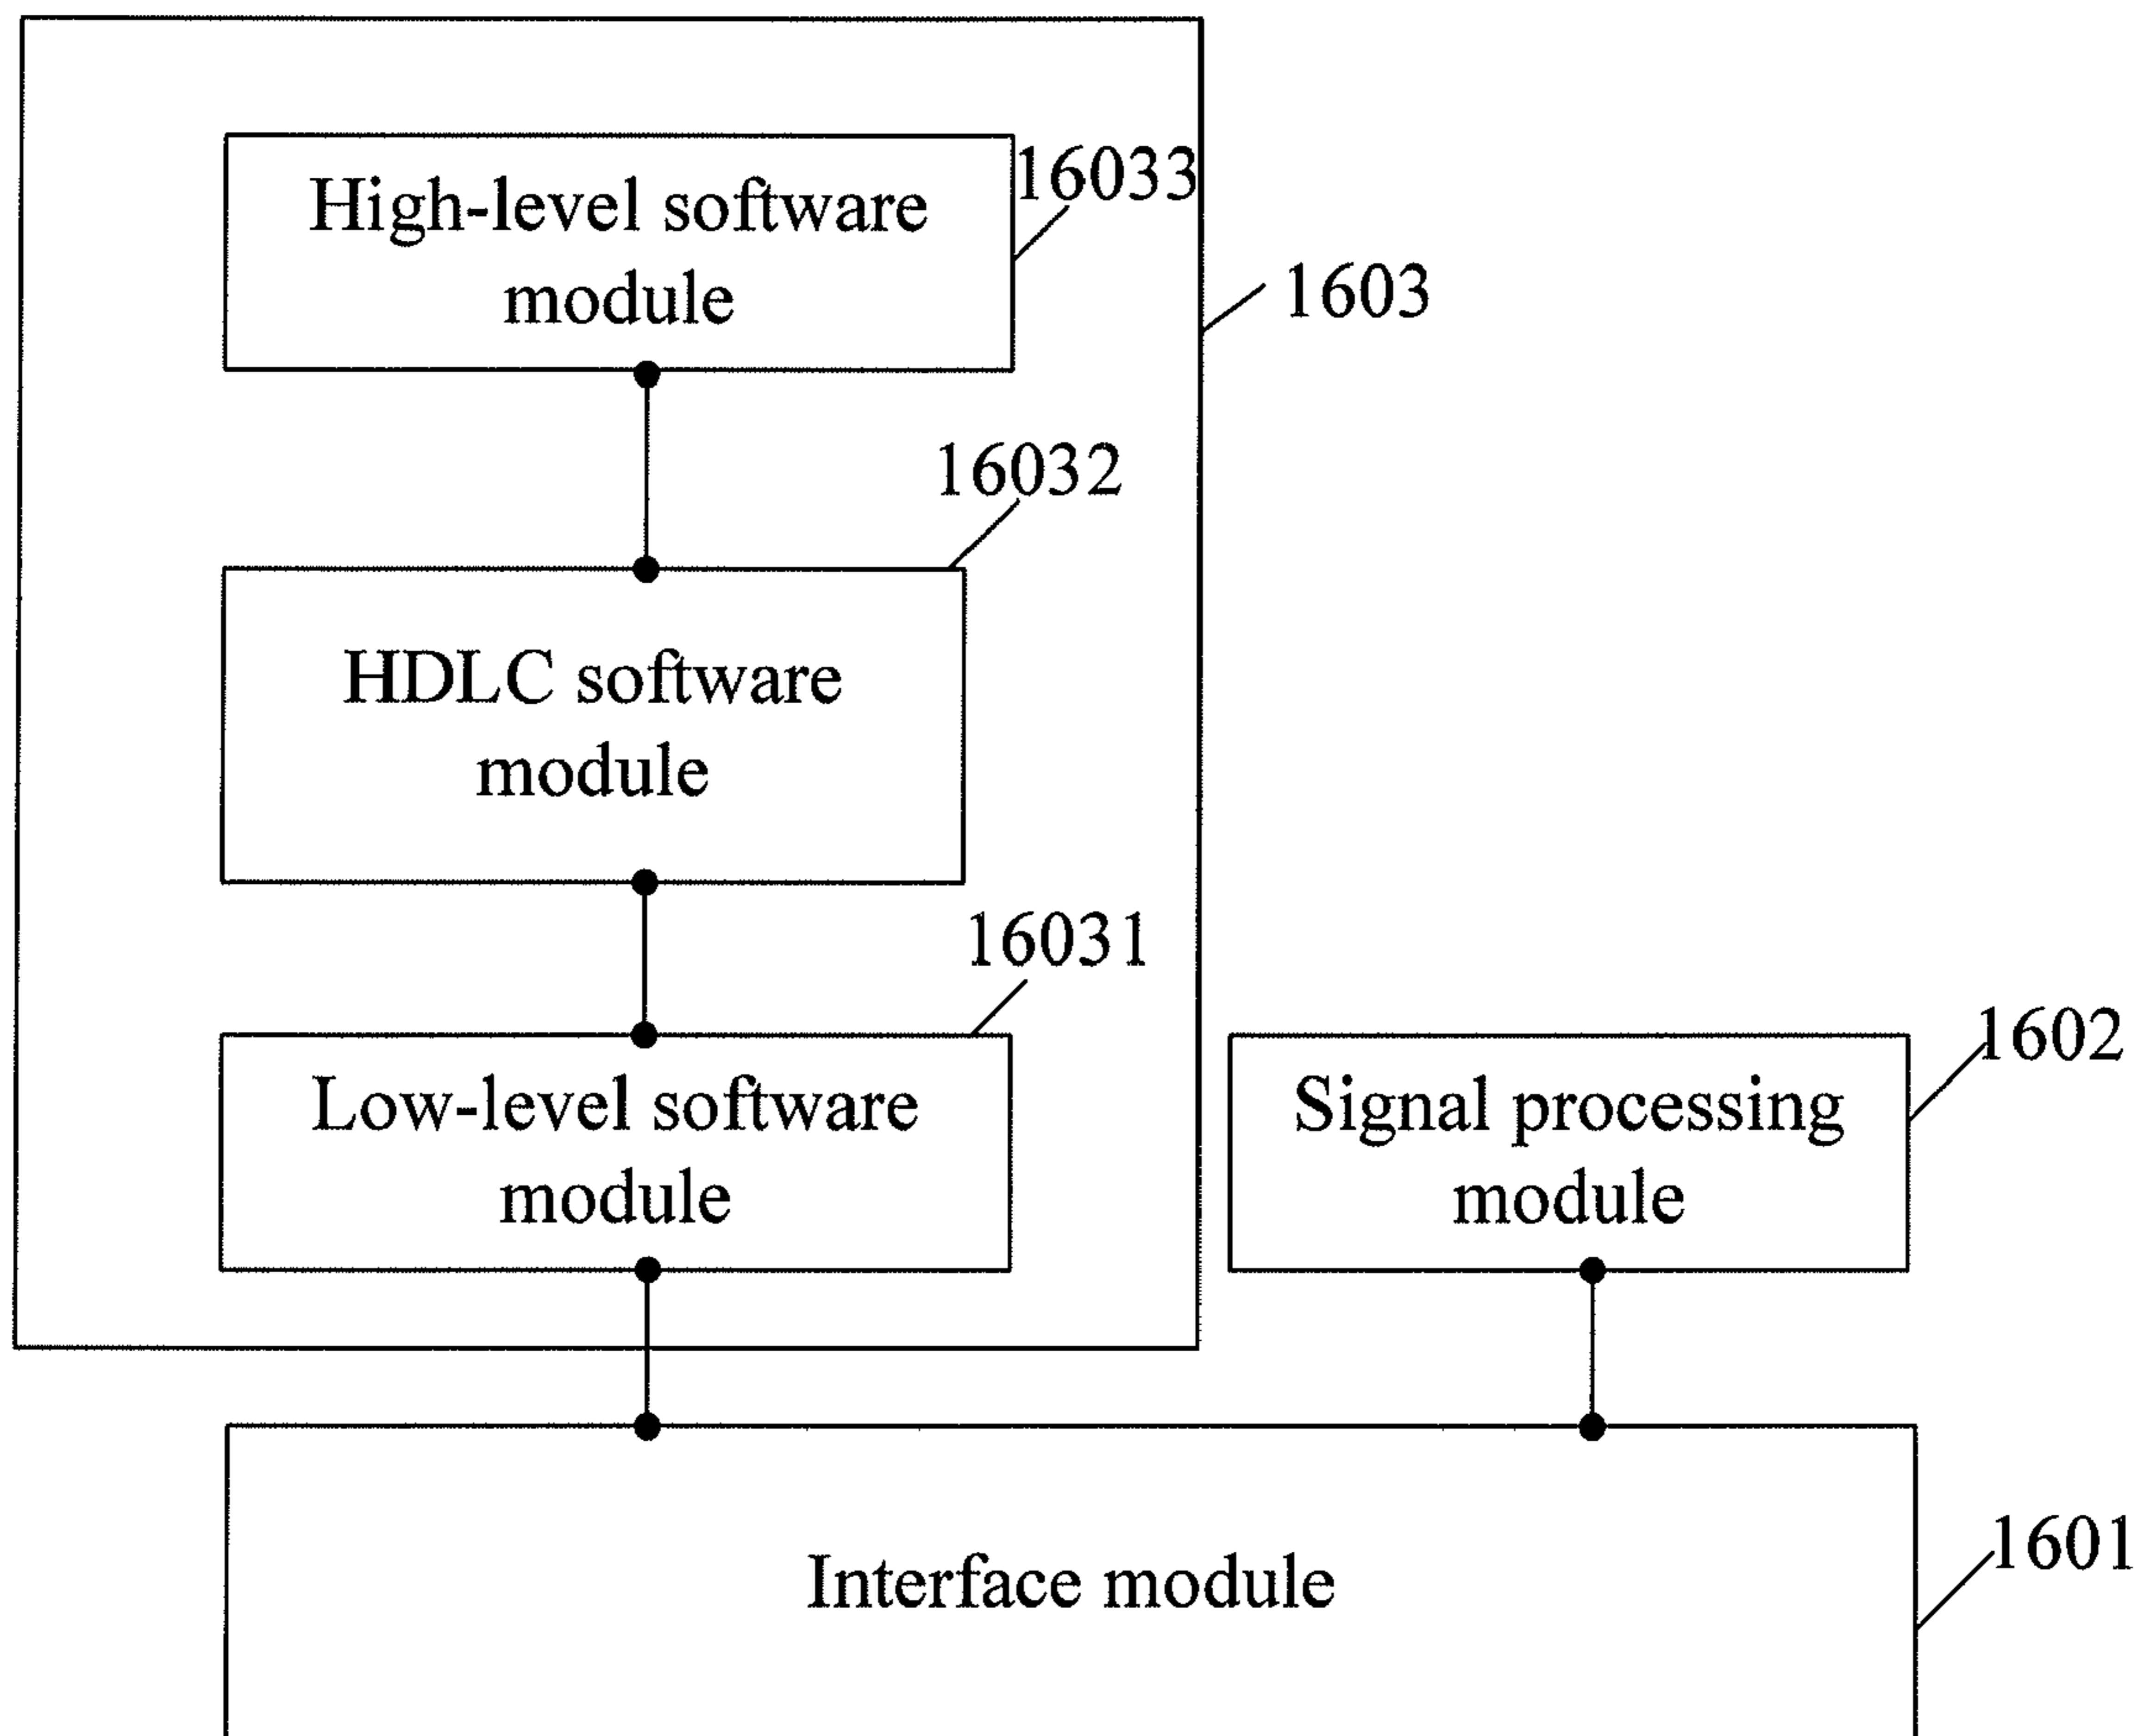 High-level software
module
16033
1603
16032
HDLC software
module
16031
Low-level software
module
1602
Signal processing
module
1601
Interface module